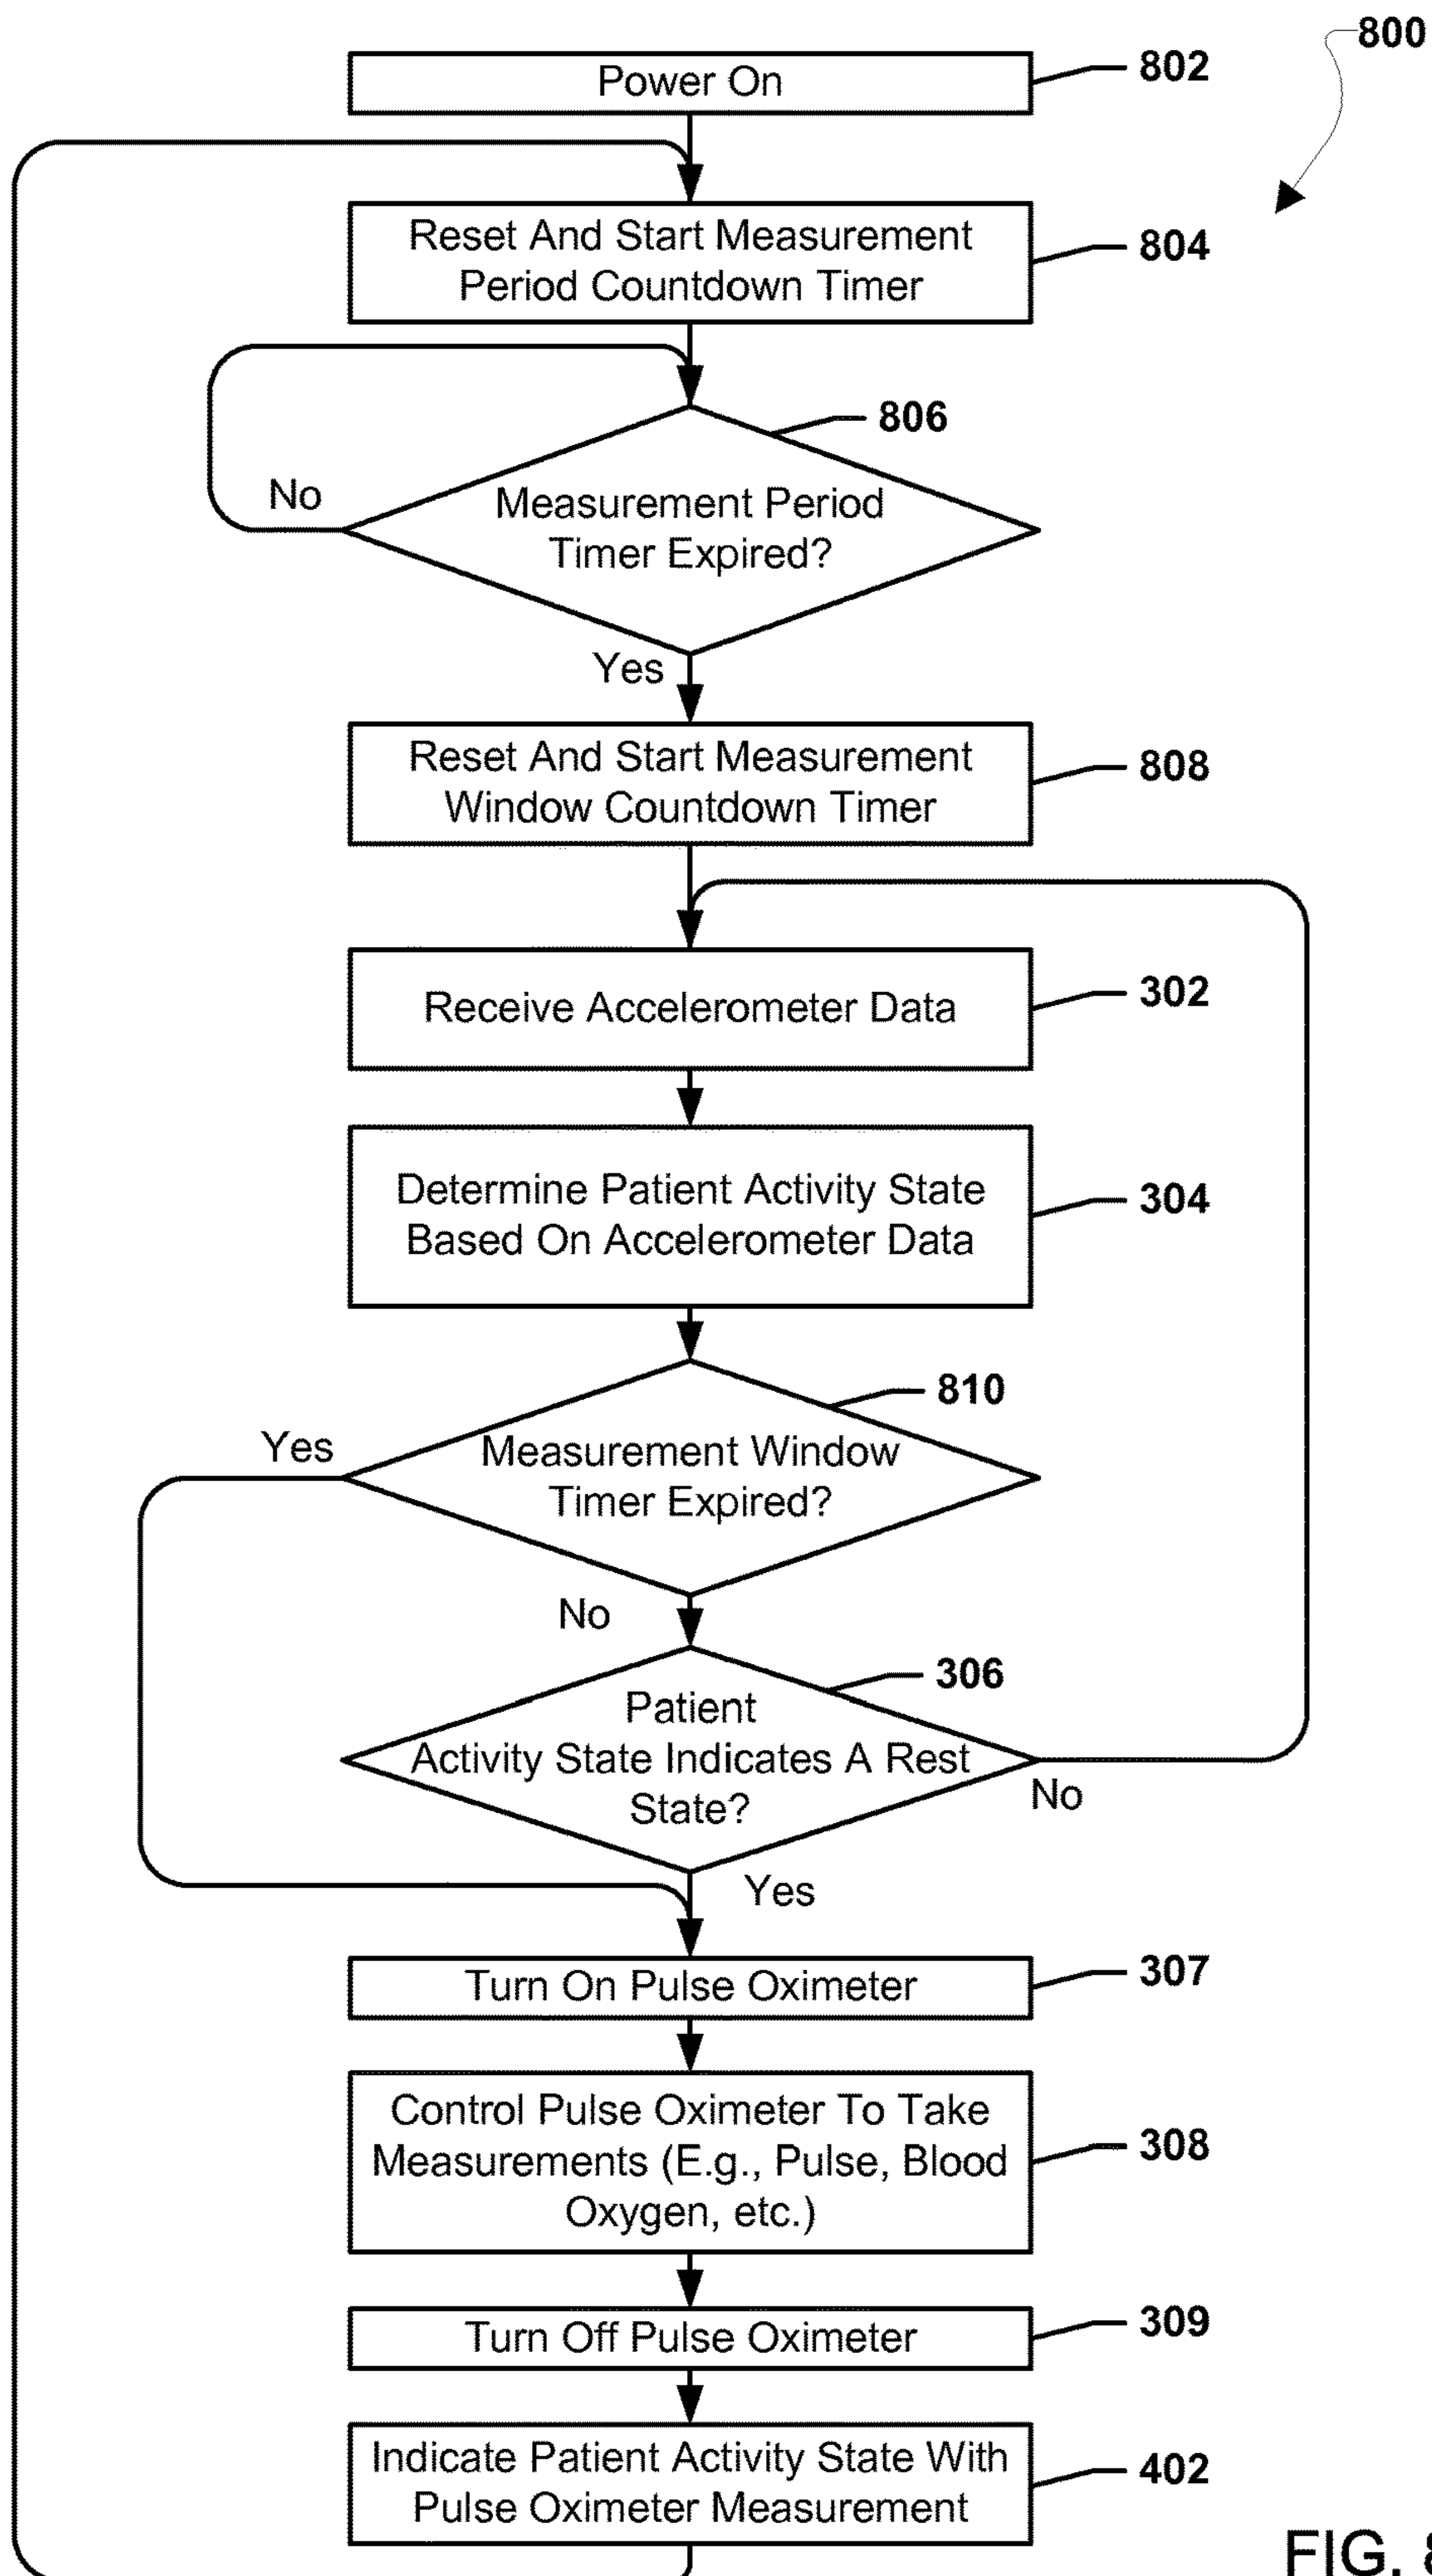 800
Power On
802
Reset And Start Measurement
Period Countdown Timer
804
806
No
Measurement Period
Timer Expired?
Yes
Reset And Start Measurement
Window Countdown Timer
808
Receive Accelerometer Data
302
Determine Patient Activity State
Based On Accelerometer Data
304
810
Yes
Measurement Window
Timer Expired?
No
306
Patient
Activity State Indicates A Rest
State?
No
Yes
Turn On Pulse Oximeter
307
Control Pulse Oximeter To Take
Measurements (E.g., Pulse, Blood
Oxygen, etc.)
308
Turn Off Pulse Oximeter
309
Indicate Patient Activity State With
Pulse Oximeter Measurement
402
FIG. 8